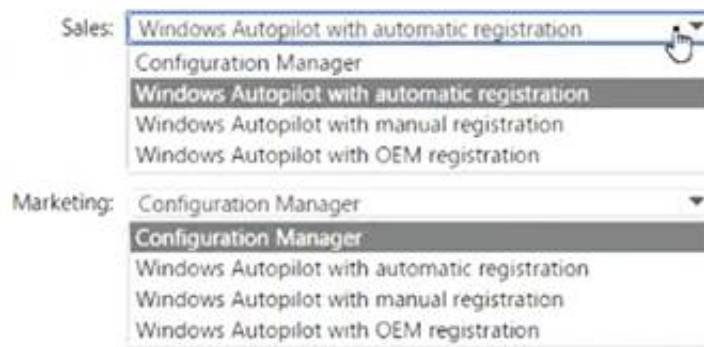 Sales: Windows Autopilot with automatic registration
Configuration Manager
Windows Autopilot with automatic registration
Windows Autopilot with manual registration
Windows Autopilot with OEM registration
Marketing: Configuration Manager
Configuration Manager
Windows Autopilot with automatic registration
Windows Autopilot with manual registration
Windows Autopilot with OEM registration